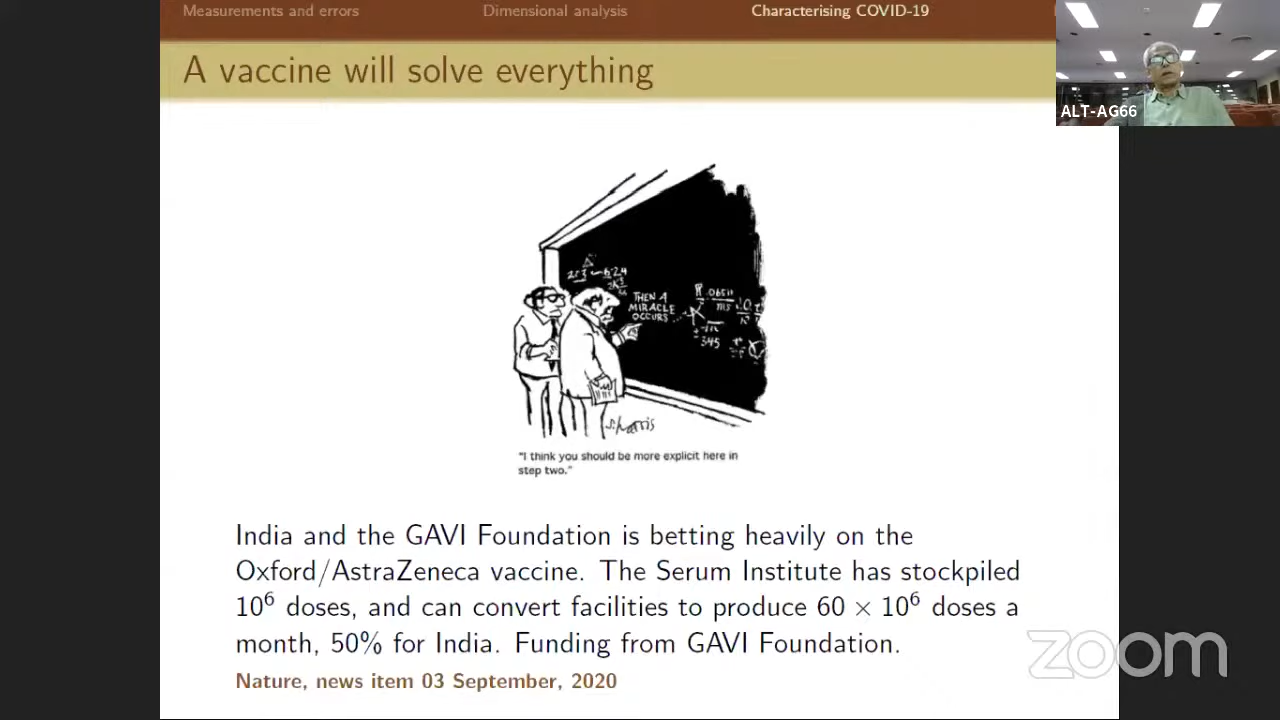 Measurements and errors
Dimensional analysis
Characterising COVID-19
A vaccine will solve everything
ALT-AG66
THEN A
MIRACLE
OCCURS...
S. Harris
"I think you should be more explicit here in
step two."
India and the GAVI Foundation is betting heavily on the
Oxford/AstraZeneca vaccine. The Serum Institute has stockpiled
10⁶ doses, and can convert facilities to produce 60 × 10⁶ doses a
month, 50% for India. Funding from GAVI Foundation.
zoom
Nature, news item 03 September, 2020